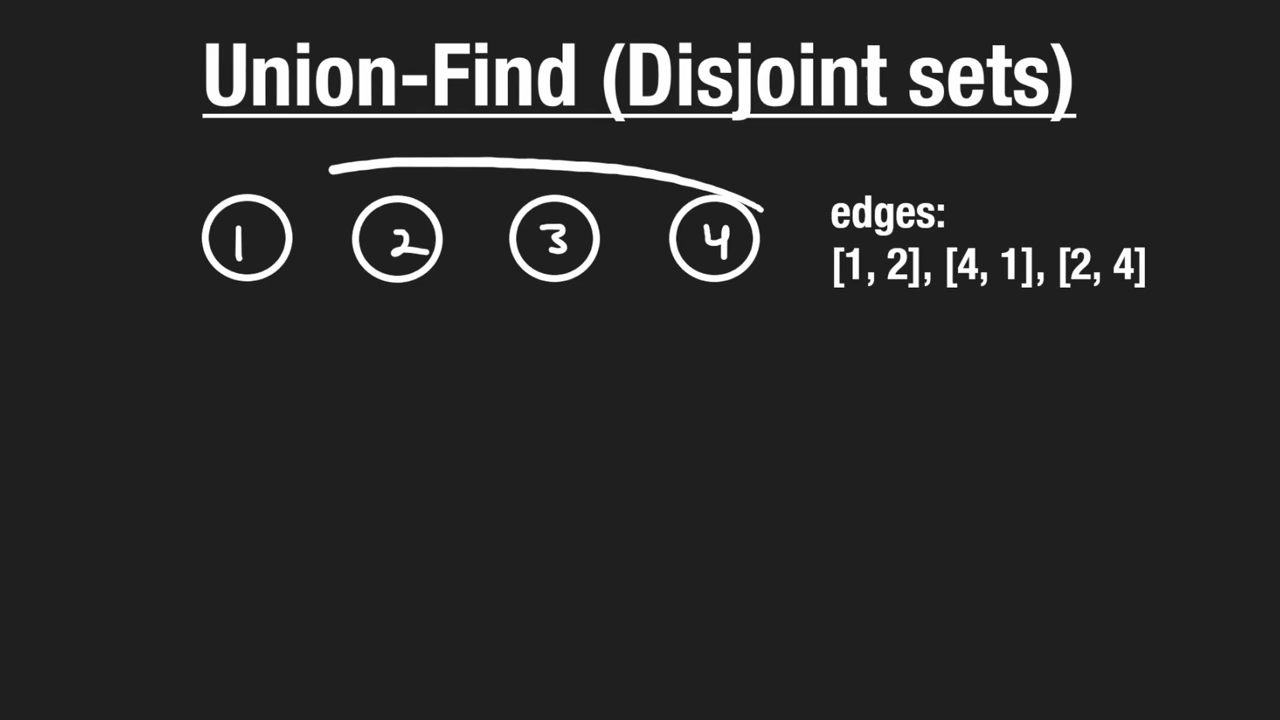 Union-Find (Disjoint sets)
1 2 3 4
edges:
[1, 2], [4, 1], [2, 4]